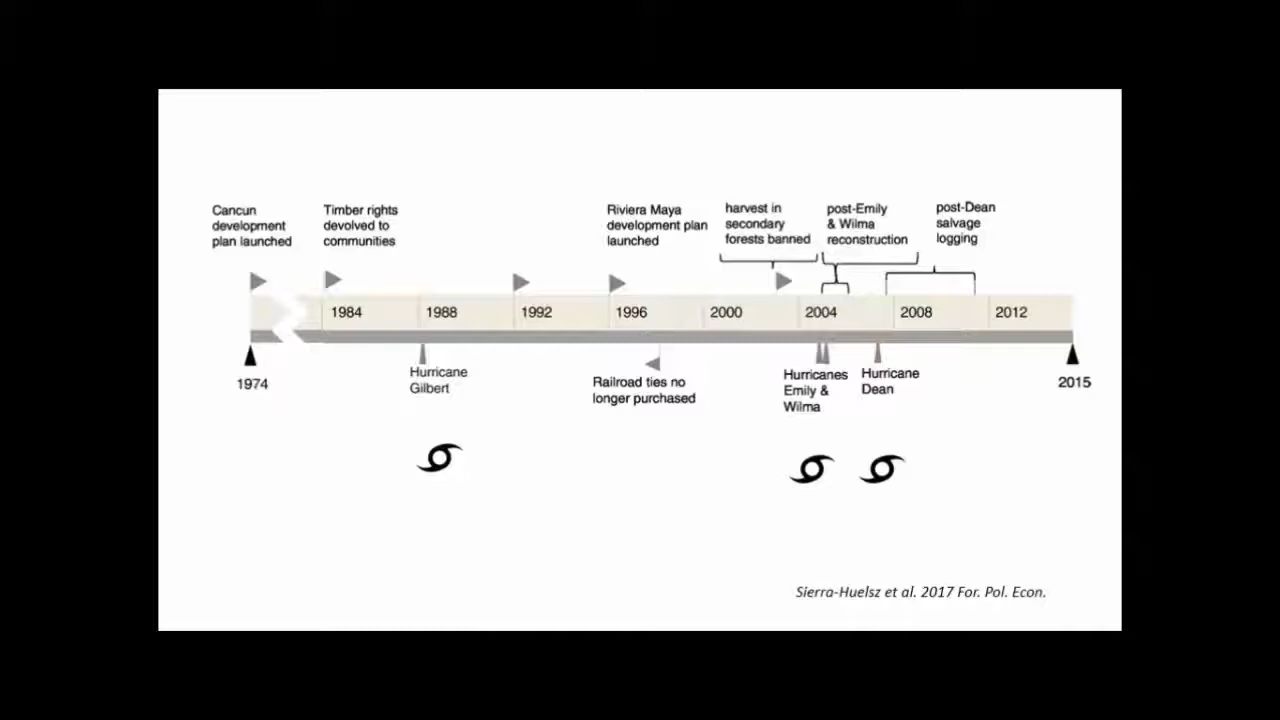 Cancun
development
plan launched
Timber rights
devolved to
communities
Riviera Maya
development plan
launched
harvest in
secondary
forests banned
post-Emily
& Wilma
reconstruction
post-Dean
salvage
logging
1984
1988
1992
1996
2000
2004
2008
2012
1974
Hurricane
Gilbert
Railroad ties no
longer purchased
Hurricanes
Emily &
Wilma
Hurricane
Dean
2015
Sierra-Huelsz et al. 2017 For. Pol. Econ.